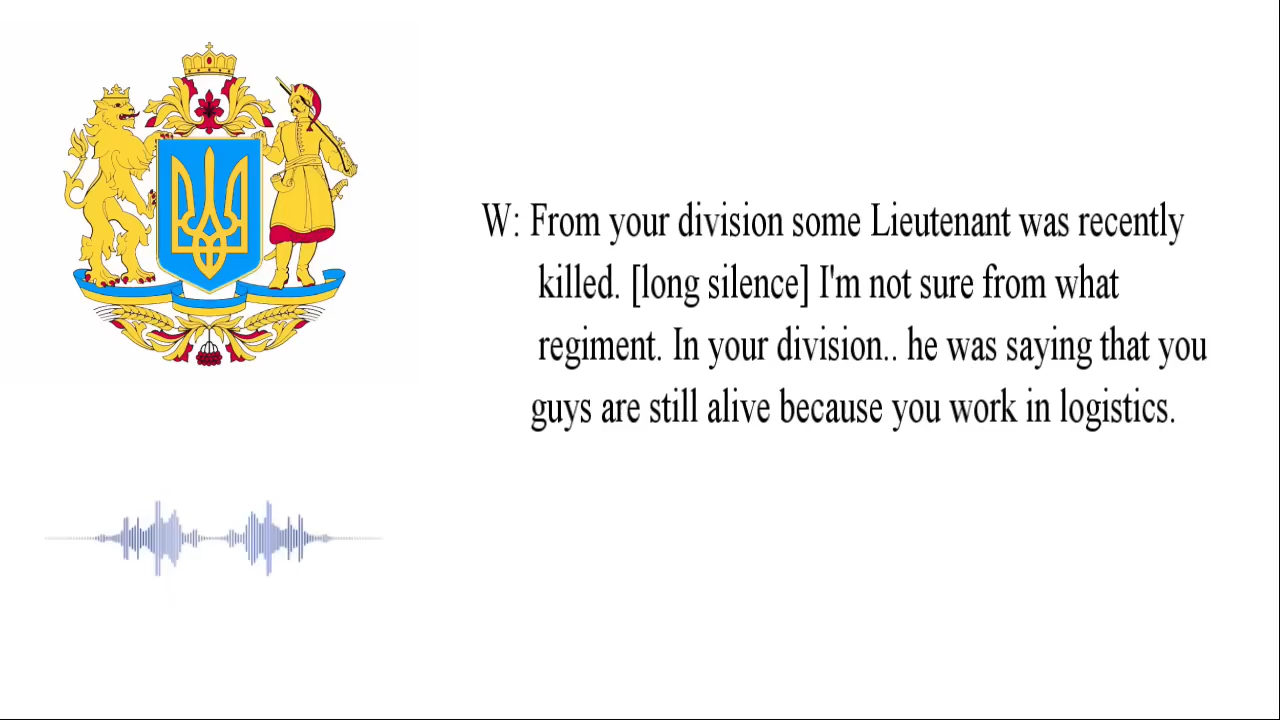 W: From your division some Lieutenant was recently
killed. [long silence] I'm not sure from what
regiment. In your division.. he was saying that you
guys are still alive because you work in logistics.